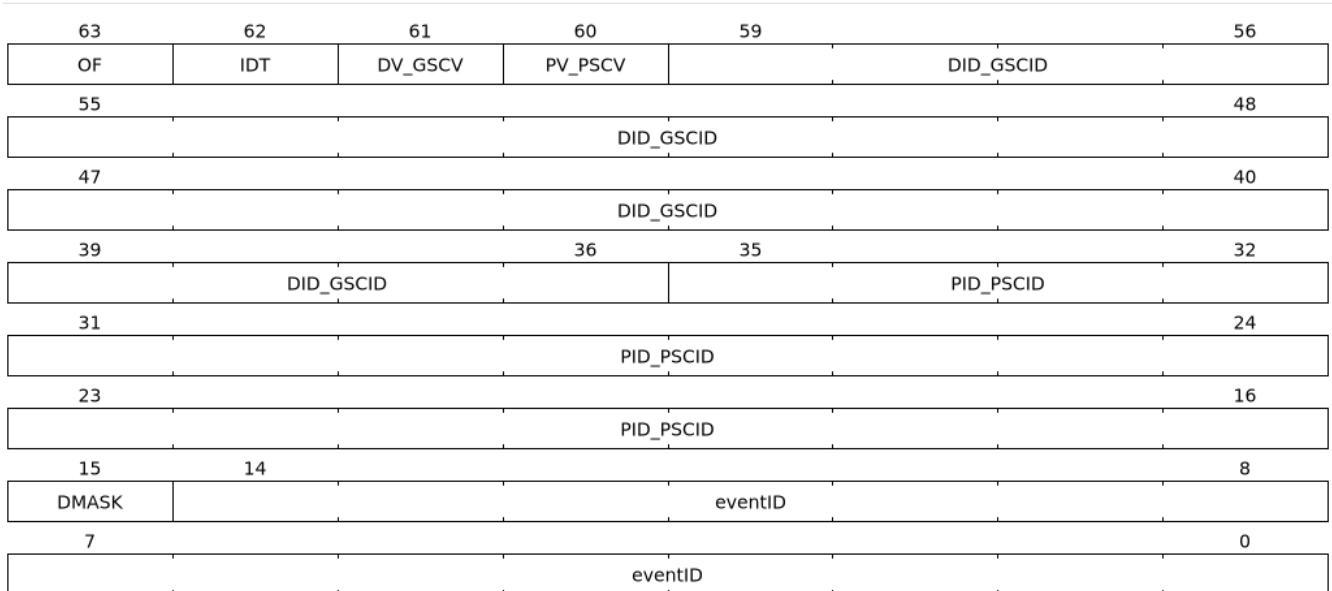 63 62 61 60 59 56
OF IDT DV_GSCV PV_PSCV DID_GSCID
55 48
DID_GSCID
47 40
DID_GSCID
39 36 35 32
DID_GSCID PID_PSCID
31 24
PID_PSCID
23 16
PID_PSCID
15 14 8
DMASK eventID
7 0
eventID